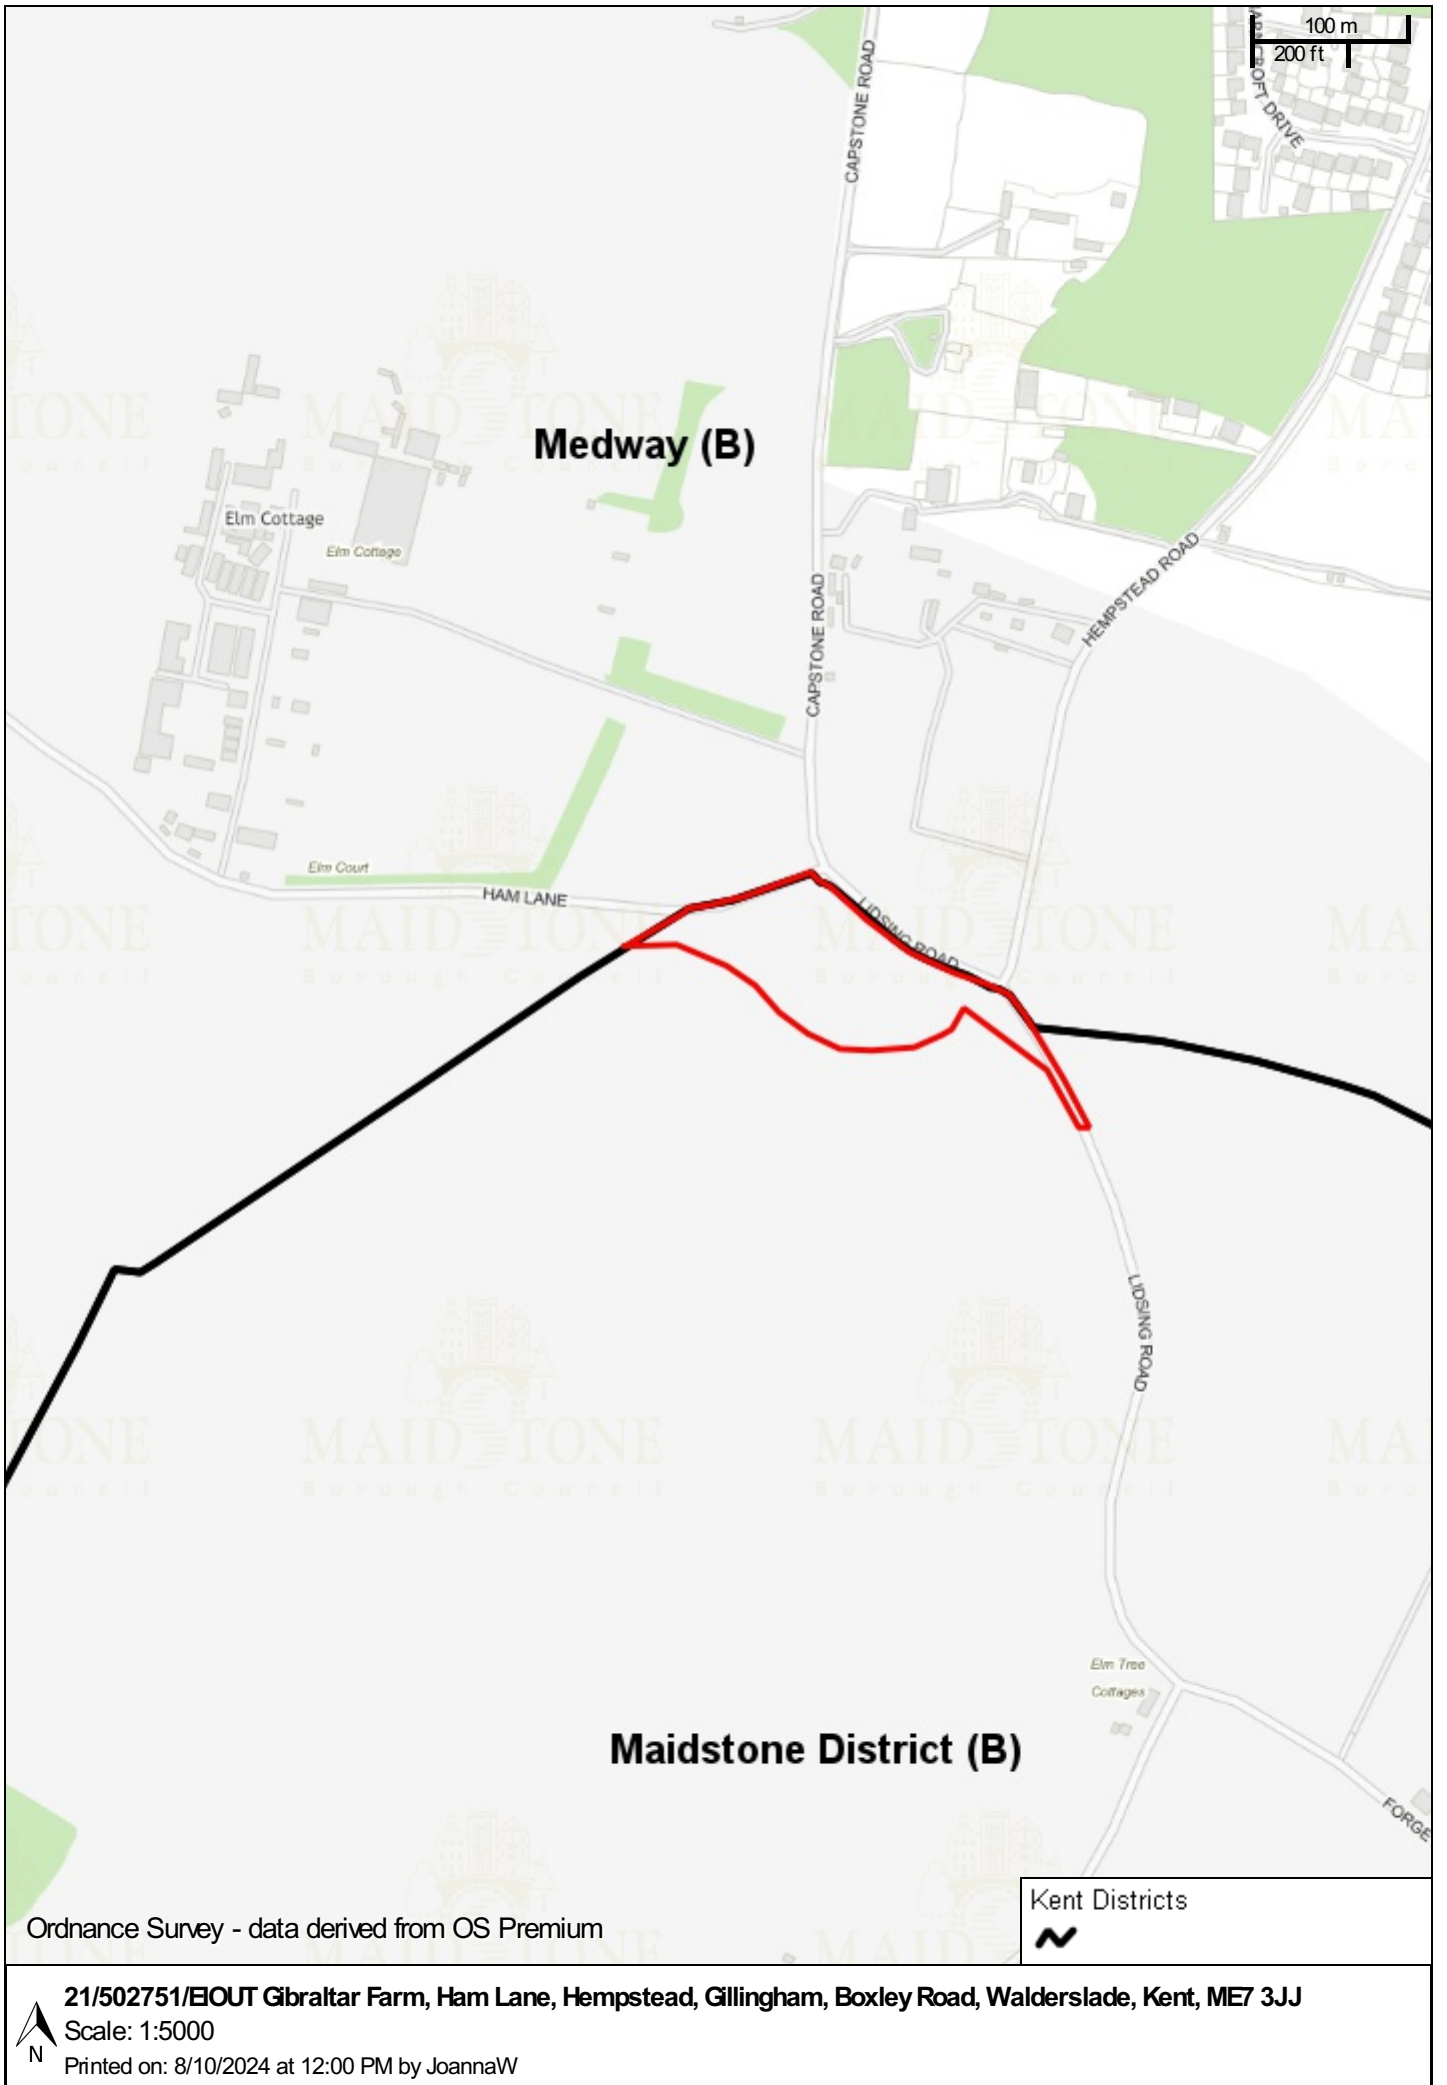 100 m
200 ft
CAPSTONE ROAD
Medway (B)
Elm Cottage
Elm Cottage
HEMPSTEAD ROAD
CAPSTONE ROAD
Elm Court
HAM LANE
LIDSING ROAD
LIDSING ROAD
Elm Tree
Cottages
Maidstone District (B)
FORGE
Kent Districts
Ordnance Survey - data derived from OS Premium
21/502751/EIOUT Gibraltar Farm, Ham Lane, Hempstead, Gillingham, Boxley Road, Walderslade, Kent, ME7 3JJ
Scale: 1:5000
N
Printed on: 8/10/2024 at 12:00 PM by JoannaW
MAIDSTONE
Borough Council